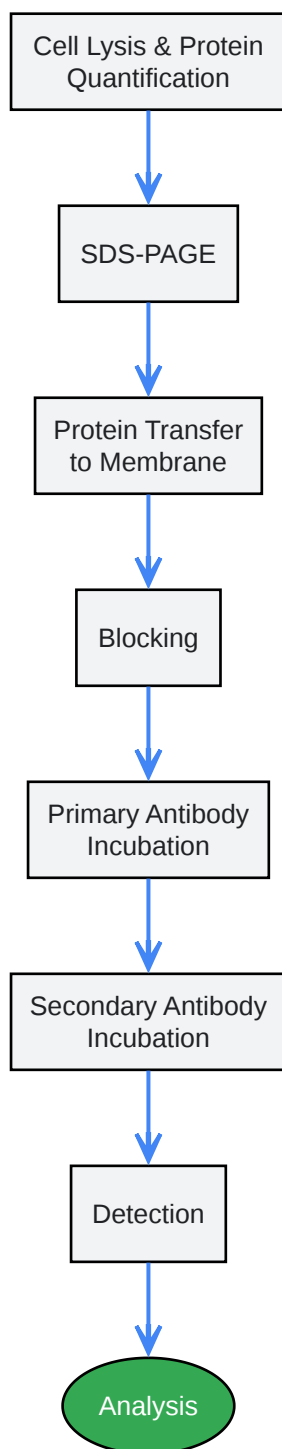 Cell Lysis & Protein
Quantification
SDS-PAGE
Protein Transfer
to Membrane
Blocking
Primary Antibody
Incubation
Secondary Antibody
Incubation
Detection
Analysis